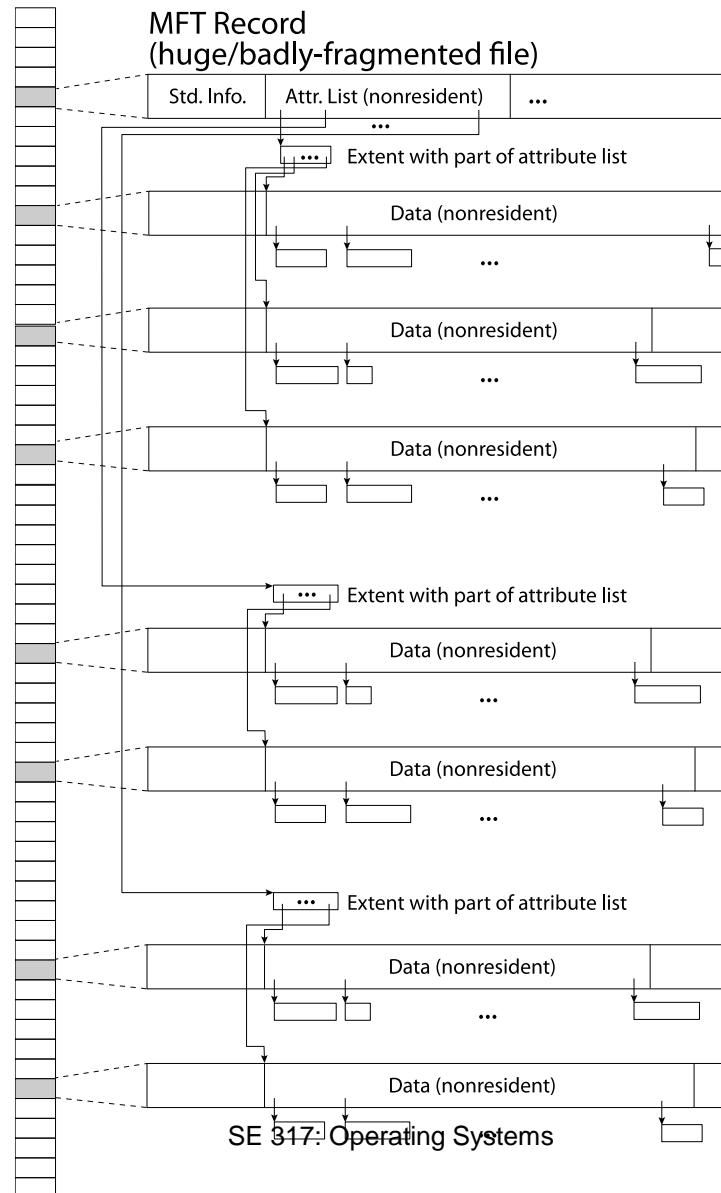 MFT Record
(huge/badly-fragmented file)
Std. Info. Attr. List (nonresident) ...
...
... Extent with part of attribute list
Data (nonresident)
...
Data (nonresident)
...
Data (nonresident)
...
... Extent with part of attribute list
Data (nonresident)
...
Data (nonresident)
...
... Extent with part of attribute list
Data (nonresident)
...
Data (nonresident)
...
SE 317: Operating Systems